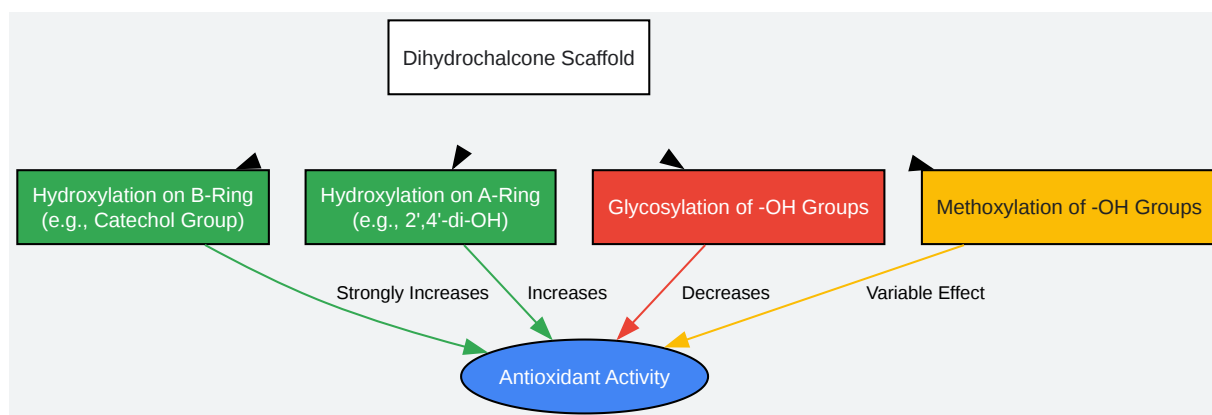 Dihydrochalcone Scaffold
Hydroxylation on B-Ring
(e.g., Catechol Group)
Hydroxylation on A-Ring
(e.g., 2',4'-di-OH)
Glycosylation of -OH Groups
Methoxylation of -OH Groups
Strongly Increases
Increases
Decreases
Variable Effect
Antioxidant Activity